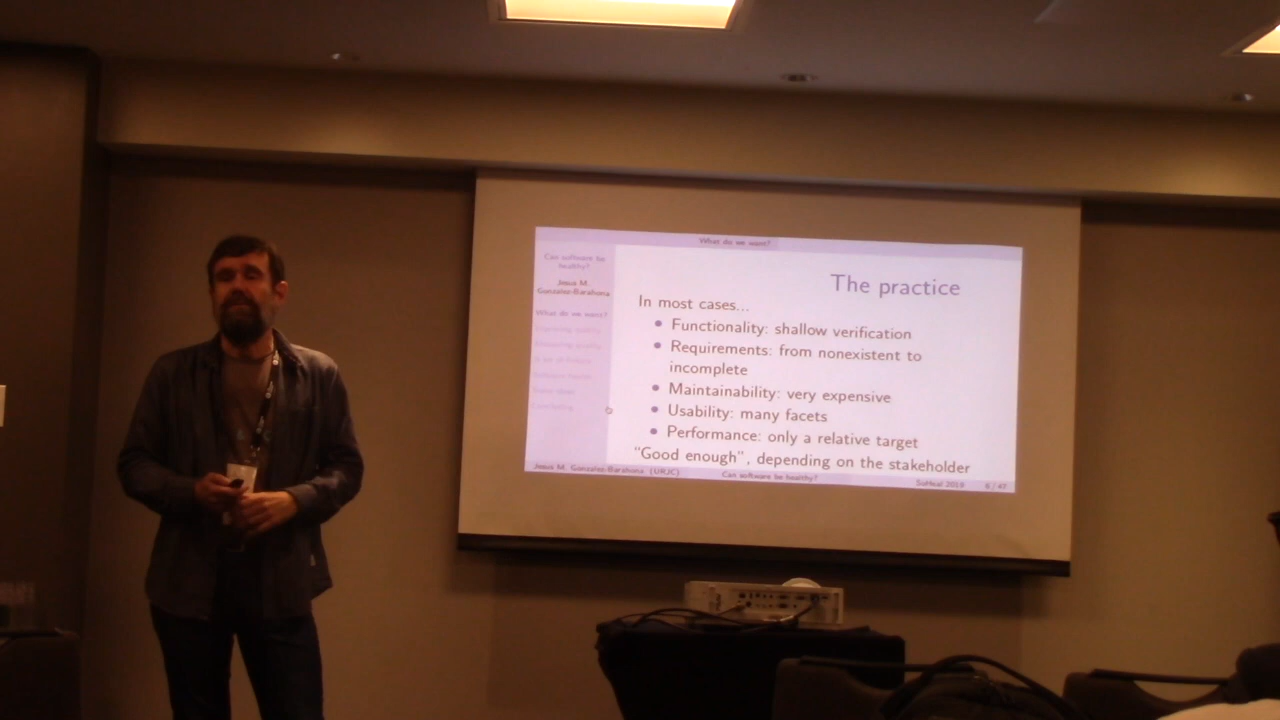 What do we want?
Can software be
healthy?
Jesus M.
Gonzalez-Barahona
What do we want?
The practice
In most cases...
Functionality: shallow verification
Requirements: from nonexistent to
incomplete
Maintainability: very expensive
Usability: many facets
Performance: only a relative target
"Good enough", depending on the stakeholder
Jesus M. Gonzalez-Barahona (URJC)
Can software be healthy?
SoHeal 2019
6 / 47